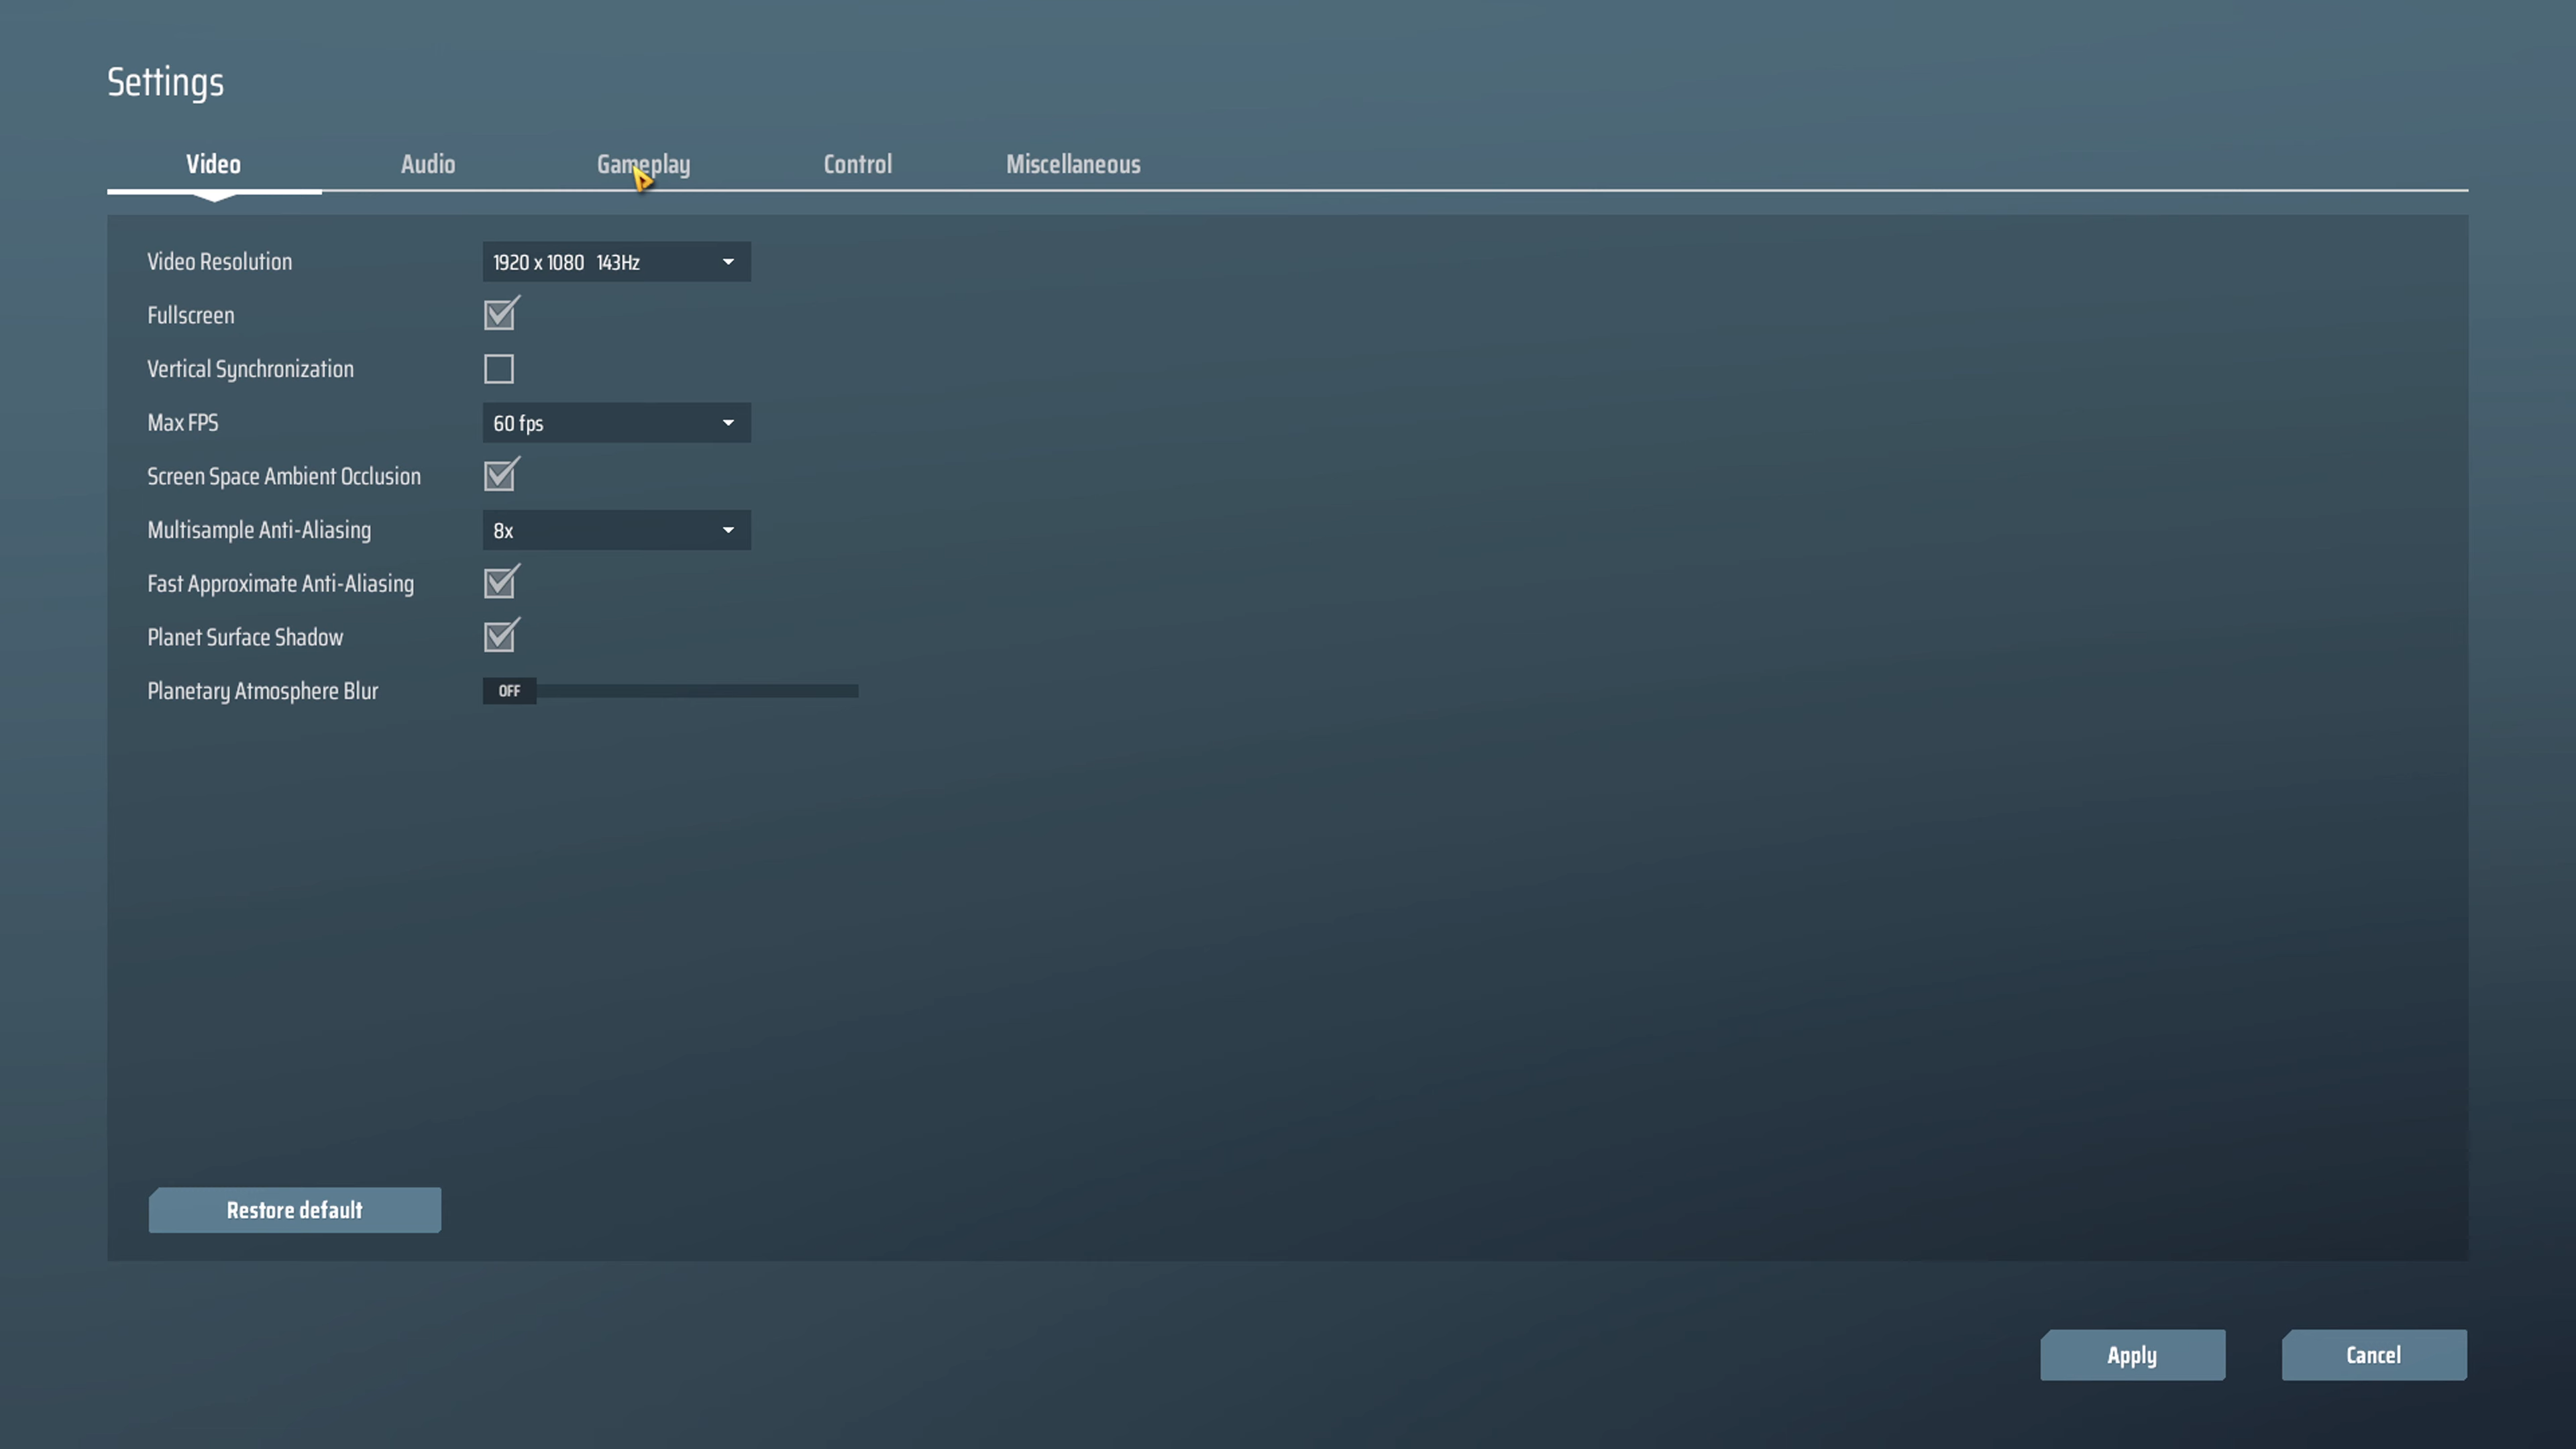 Settings
Video
Audio
Gameplay
Control
Miscellaneous
Video Resolution
1920 x 1080 143Hz
Fullscreen
Vertical Synchronization
Max FPS
60 fps
Screen Space Ambient Occlusion
Multisample Anti-Aliasing
8x
Fast Approximate Anti-Aliasing
Planet Surface Shadow
Planetary Atmosphere Blur
OFF
Restore default
Apply
Cancel